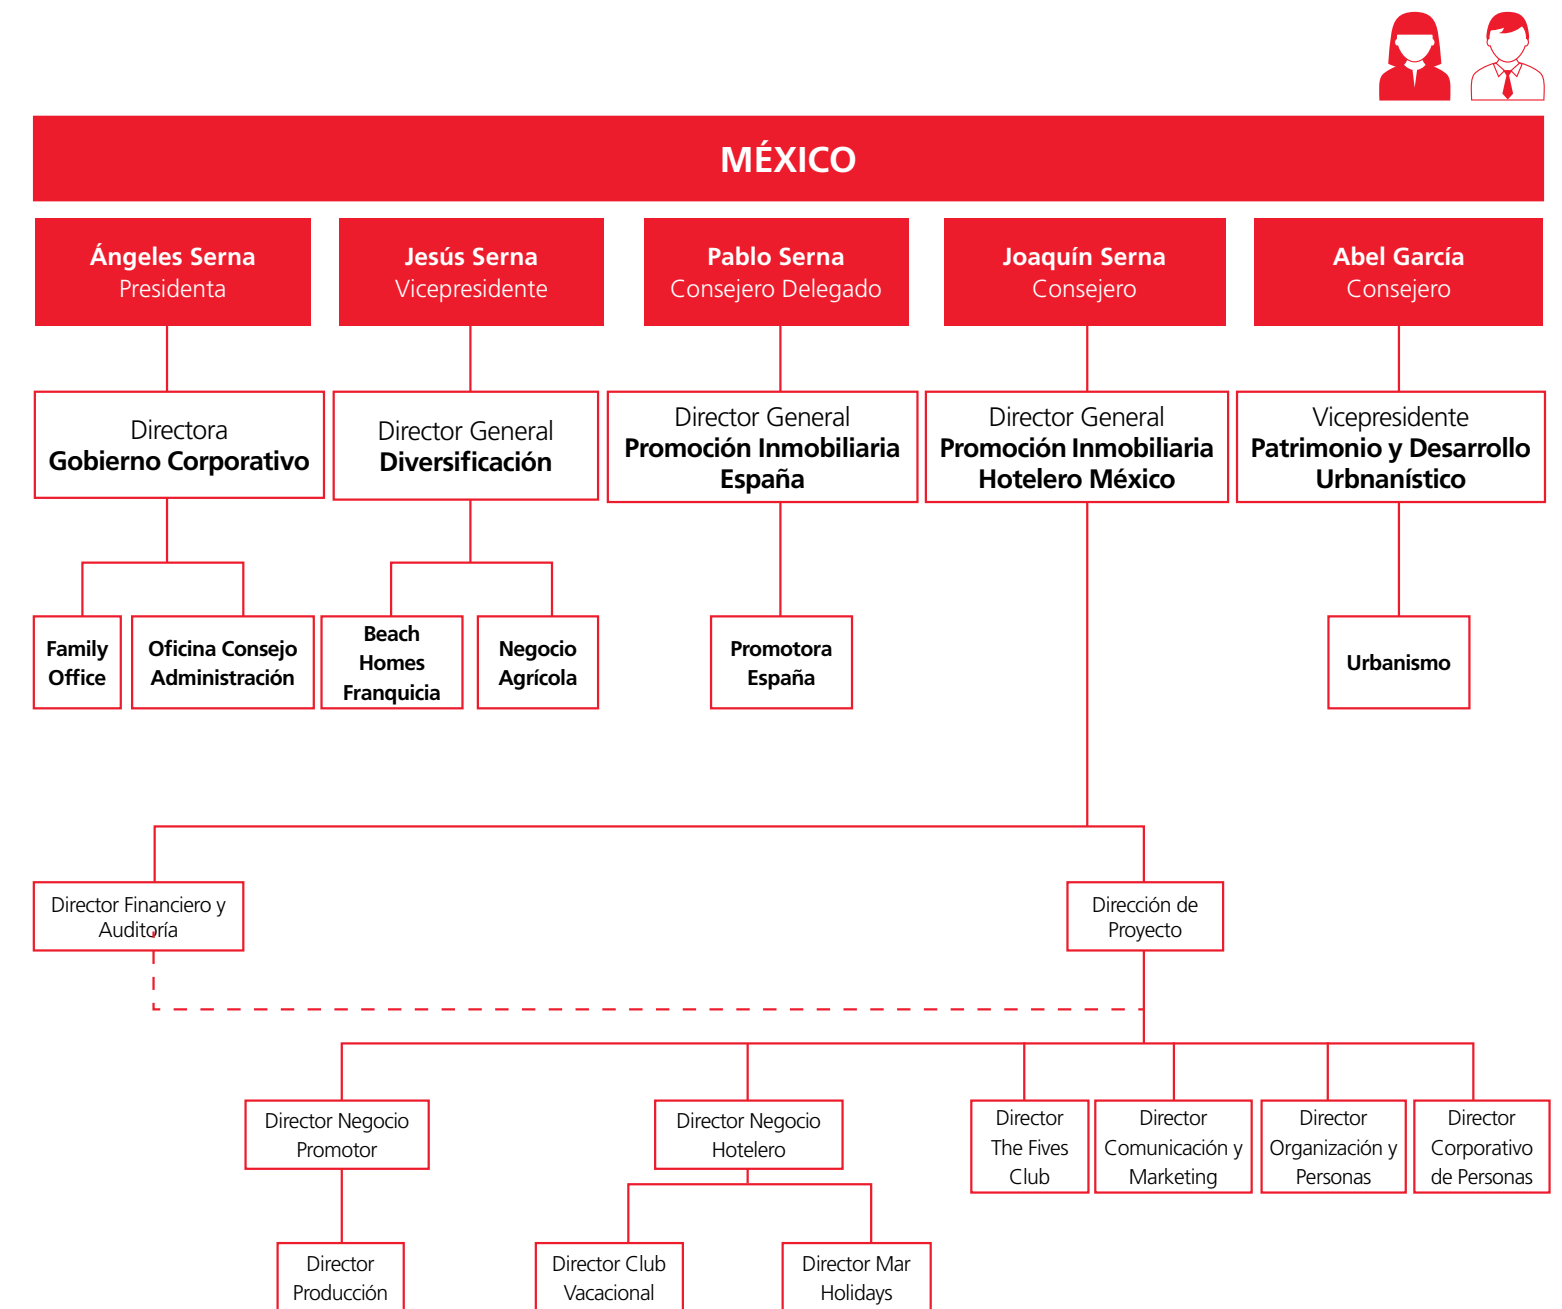 MÉXICO
Ángeles Serna
Presidenta
Jesús Serna
Vicepresidente
Pablo Serna
Consejero Delegado
Joaquín Serna
Consejero
Abel García
Consejero
Directora
Gobierno Corporativo
Director General
Diversificación
Director General
Promoción Inmobiliaria
España
Director General
Promoción Inmobiliaria
Hotelero México
Vicepresidente
Patrimonio y Desarrollo
Urbnanístico
Family
Office
Oficina Consejo
Administración
Beach
Homes
Franquicia
Negocio
Agrícola
Promotora
España
Urbanismo
Director Financiero y
Auditoría
Dirección de
Proyecto
Director Negocio
Promotor
Director Negocio
Hotelero
Director
The Fives
Club
Director
Comunicación y
Marketing
Director
Organización y
Personas
Director
Corporativo
de Personas
Director
Producción
Director Club
Vacacional
Director Mar
Holidays